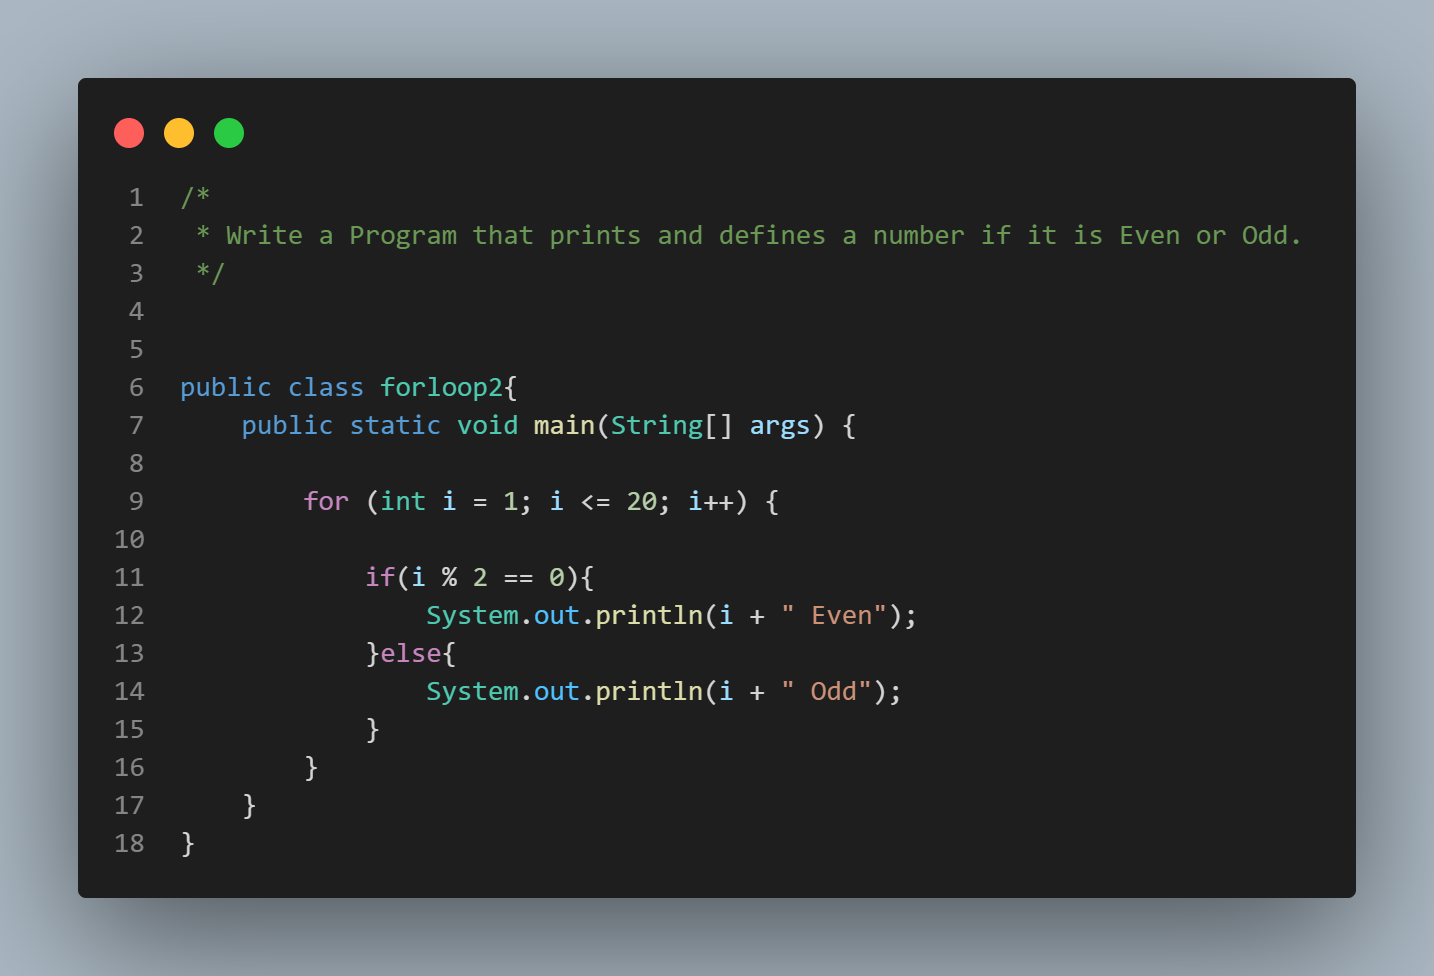 1 /*
2  * Write a Program that prints and defines a number if it is Even or Odd.
3  */
4
5
6 public class forloop2{
7     public static void main(String[] args) {
8
9         for (int i = 1; i <= 20; i++) {
10
11             if(i % 2 == 0){
12                 System.out.println(i + " Even");
13             }else{
14                 System.out.println(i + " Odd");
15             }
16         }
17     }
18 }